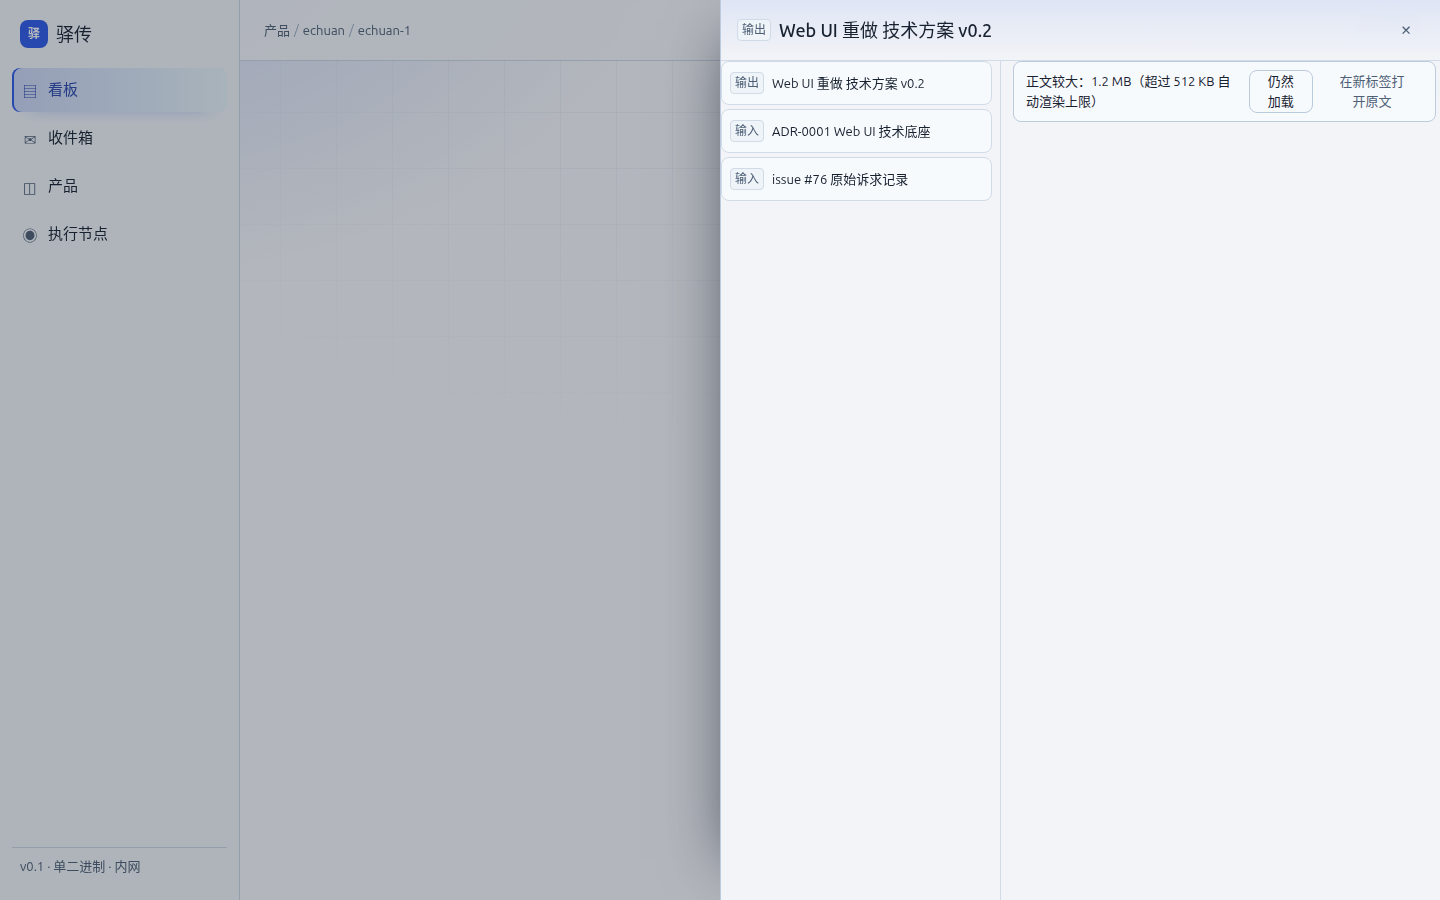 驿 驿传
看板
收件箱
产品
执行节点
v0.1 · 单二进制 · 内网
产品 / echuan / echuan-1
输出 Web UI 重做 技术方案 v0.2 ×
输出 Web UI 重做 技术方案 v0.2
输入 ADR-0001 Web UI 技术底座
输入 issue #76 原始诉求记录
正文较大：1.2 MB（超过 512 KB 自
动渲染上限）
仍然
加载
在新标签打
开原文